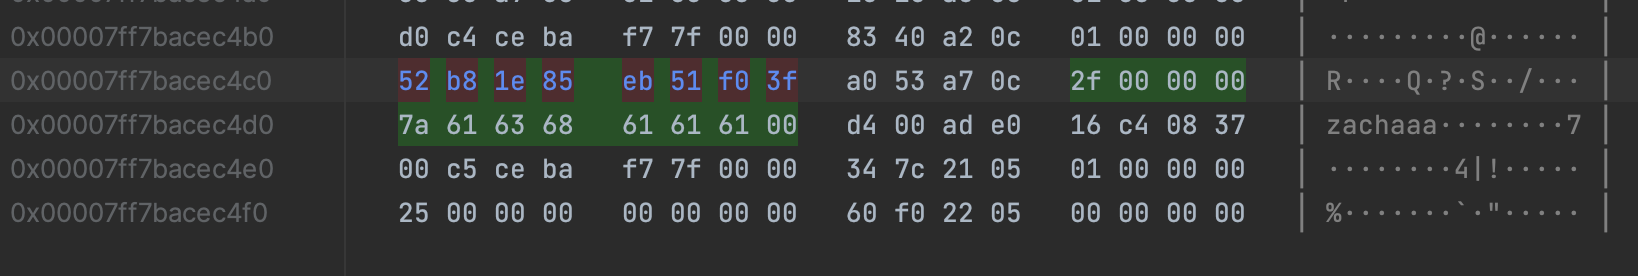 0x00007ff7bacec4b0 d0 c4 ce ba f7 7f 00 00 83 40 a2 0c 01 00 00 00 | ·········@······ |
0x00007ff7bacec4c0 52 b8 1e 85 eb 51 f0 3f a0 53 a7 0c 2f 00 00 00 | R····Q·?·S··/··· |
0x00007ff7bacec4d0 7a 61 63 68 61 61 61 00 d4 00 ad e0 16 c4 08 37 | zachaaa········7 |
0x00007ff7bacec4e0 00 c5 ce ba f7 7f 00 00 34 7c 21 05 01 00 00 00 | ········4|!····· |
0x00007ff7bacec4f0 25 00 00 00 00 00 00 00 60 f0 22 05 00 00 00 00 | %·······`·"····· |